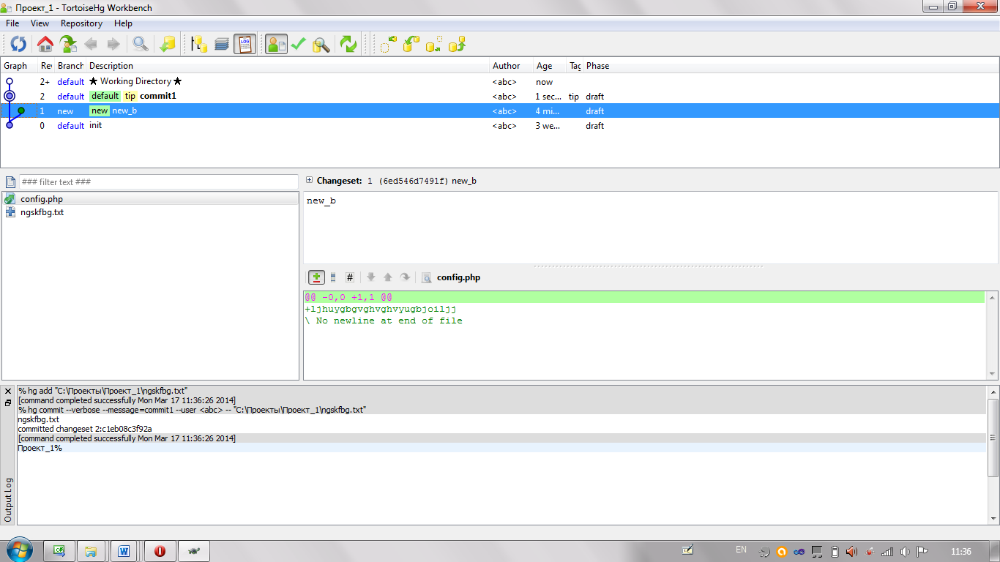 Проект_1 - TortoiseHg Workbench
File View Repository Help
LOG
Graph Rev Branch Description Author Age Tag Phase
2+ default ★ Working Directory ★ <abc> now
2 default default tip commit1 <abc> 1 sec... tip draft
1 new new new_b <abc> 4 mi... draft
0 default init <abc> 3 we... draft
### filter text ###
Changeset: 1 (6ed546d7491f) new_b
config.php
ngskfbg.txt
new_b
# config.php
@@ -0,0 +1,1 @@
+ljhuygbgvghvghvyugbjoiljj
\ No newline at end of file
% hg add "C:\Проекты\Проект_1\ngskfbg.txt"
[command completed successfully Mon Mar 17 11:36:26 2014]
% hg commit --verbose --message=commit1 --user <abc> -- "C:\Проекты\Проект_1\ngskfbg.txt"
ngskfbg.txt
committed changeset 2:c1eb08c3f92a
[command completed successfully Mon Mar 17 11:36:26 2014]
Проект_1%
Output Log
EN 11:36